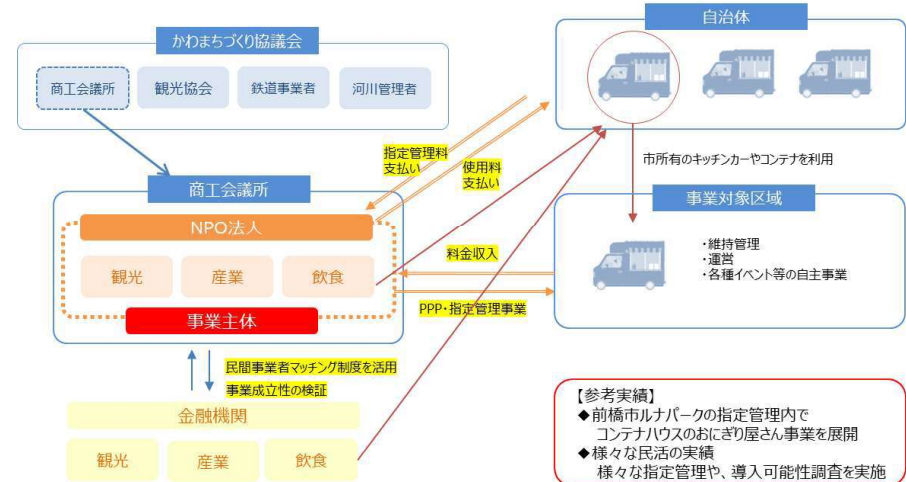 かわまちづくり協議会
商工会議所
観光協会
鉄道事業者
河川管理者
自治体
指定管理料
支払い
使用料
支払い
市所有のキッチンカーやコンテナを利用
商工会議所
NPO法人
観光
産業
飲食
事業主体
料金収入
PPP・指定管理事業
事業対象区域
・維持管理
・運営
・各種イベント等の自主事業
民間事業者マッチング制度を活用
事業成立性の検証
金融機関
観光
産業
飲食
【参考実績】
◆前橋市ルナパークの指定管理内で
コンテナハウスのおにぎり屋さん事業を展開
◆様々な民活の実績
様々な指定管理や、導入可能性調査を実施